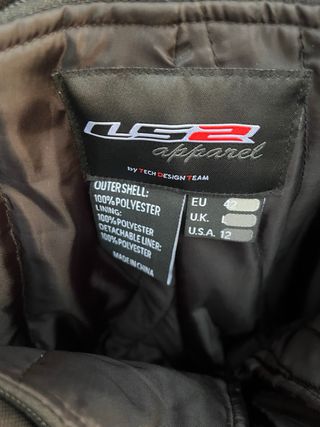 LS2
apparel
by TECH DESIGN TEAM
OUTER SHELL:
100% POLYESTER
LINING:
100% POLYESTER
DETACHABLE LINER:
100% POLYESTER
MADE IN CHINA
EU 42
U.K.
U.S.A. 12